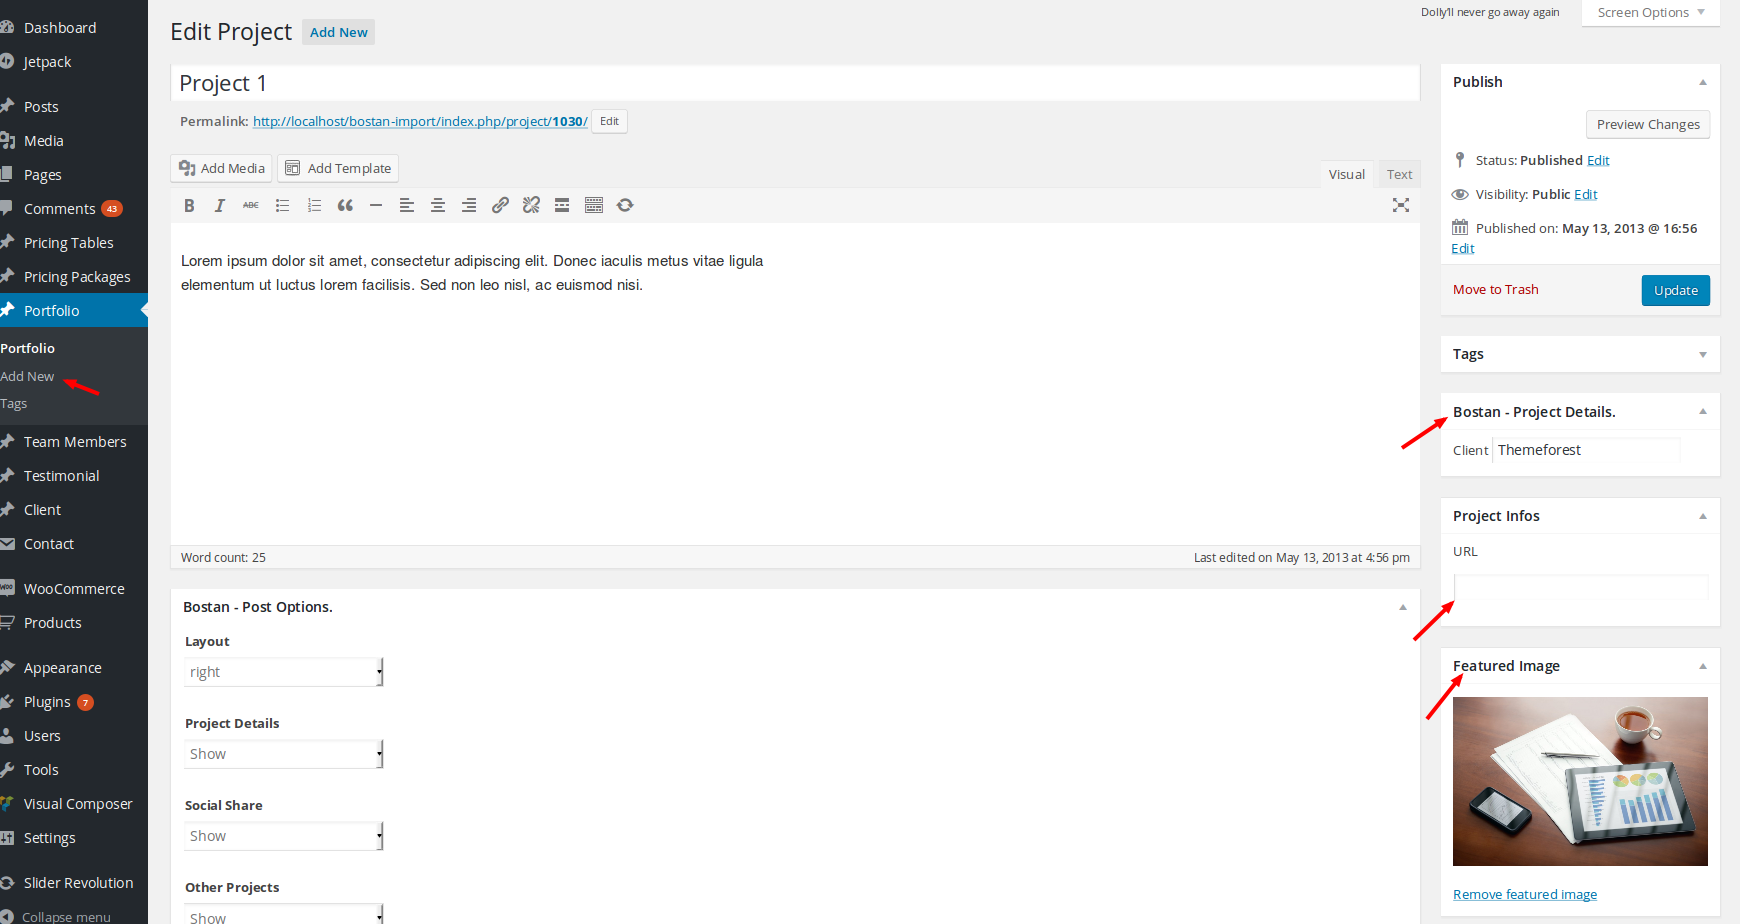 Dashboard
Jetpack
Posts
Media
Pages
Comments 43
Pricing Tables
Pricing Packages
Portfolio
Portfolio
Add New
Tags
Team Members
Testimonial
Client
Contact
WooCommerce
Products
Appearance
Plugins 7
Users
Tools
Visual Composer
Settings
Slider Revolution
Collapse menu
Dolly'll never go away again
Screen Options
Edit Project Add New
Project 1
Permalink: http://localhost/bostan-import/index.php/project/1030/ Edit
Add Media Add Template
Visual Text
B I ABC
Lorem ipsum dolor sit amet, consectetur adipiscing elit. Donec iaculis metus vitae ligula
elementum ut luctus lorem facilisis. Sed non leo nisl, ac euismod nisi.
Word count: 25
Last edited on May 13, 2013 at 4:56 pm
Bostan - Post Options.
Layout
right
Project Details
Show
Social Share
Show
Other Projects
Show
Publish
Preview Changes
Status: Published Edit
Visibility: Public Edit
Published on: May 13, 2013 @ 16:56
Edit
Move to Trash Update
Tags
Bostan - Project Details.
Client Themeforest
Project Infos
URL
Featured Image
Remove featured image